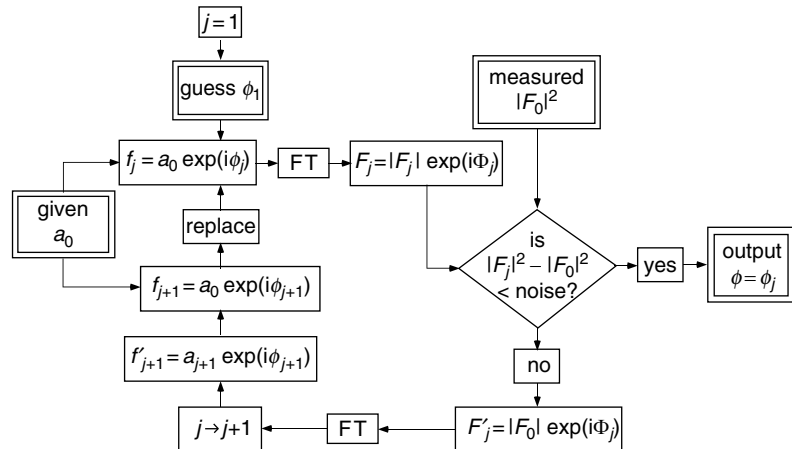 j = 1
guess ϕ₁
measured
|F₀|²
fⱼ = a₀ exp(iϕⱼ)
FT
Fⱼ = |Fⱼ| exp(iΦⱼ)
given
a₀
replace
is
|Fⱼ|² – |F₀|²
< noise?
yes
output
ϕ = ϕⱼ
fⱼ₊₁ = a₀ exp(iϕⱼ₊₁)
f′ⱼ₊₁ = aⱼ₊₁ exp(iϕⱼ₊₁)
no
j → j+1
FT
F′ⱼ = |F₀| exp(iΦⱼ)